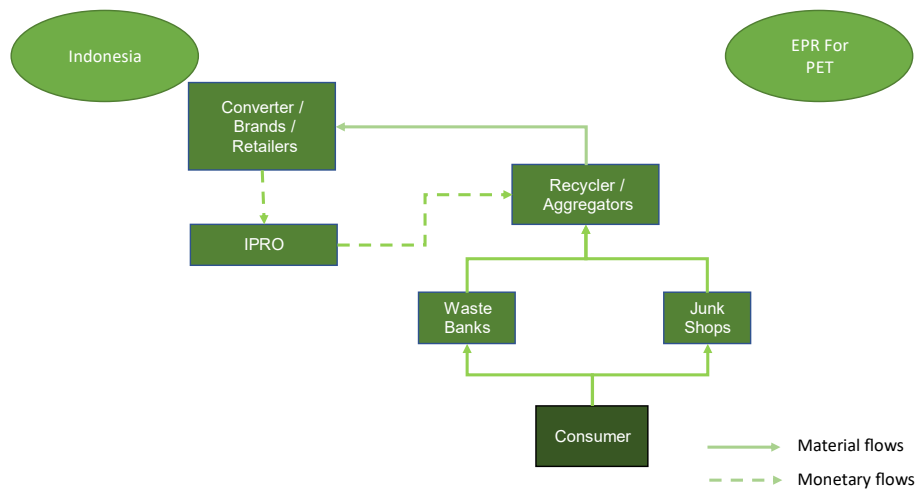 Indonesia
EPR For
PET
Converter /
Brands /
Retailers
Recycler /
Aggregators
IPRO
Waste
Banks
Junk
Shops
Consumer
Material flows
Monetary flows